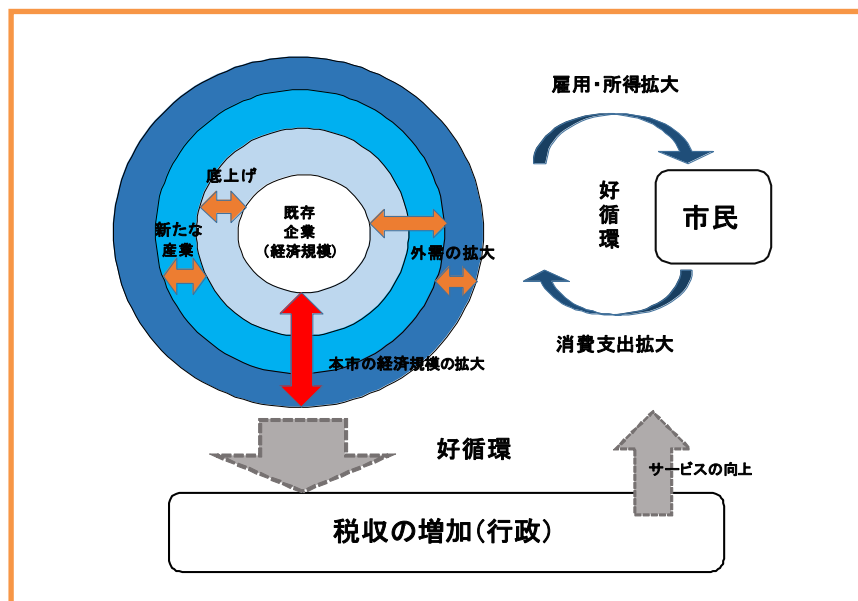 雇用・所得拡大
底上げ
既存
企業
(経済規模)
新たな
産業
外需の拡大
好
循
環
市民
消費支出拡大
本市の経済規模の拡大
好循環
サービスの向上
税収の増加(行政)